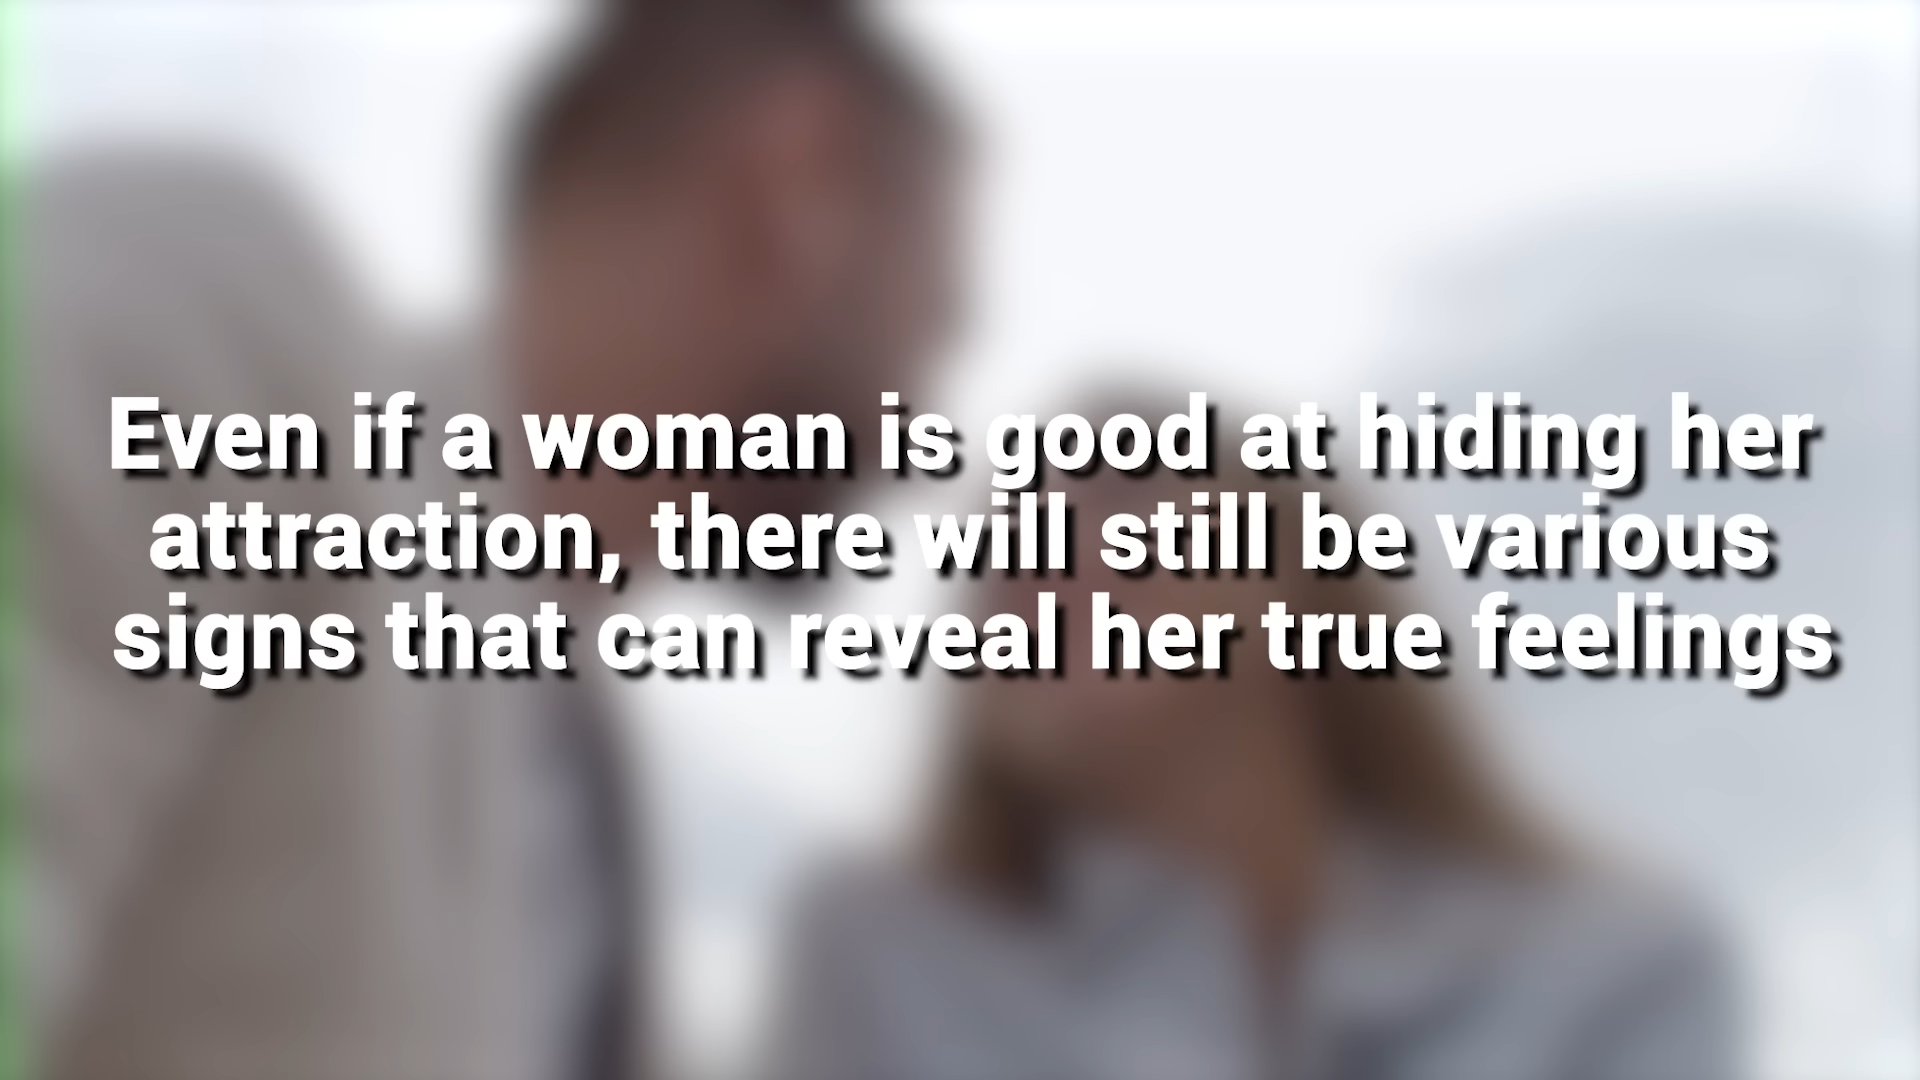 Even if a woman is good at hiding her
attraction, there will still be various
signs that can reveal her true feelings